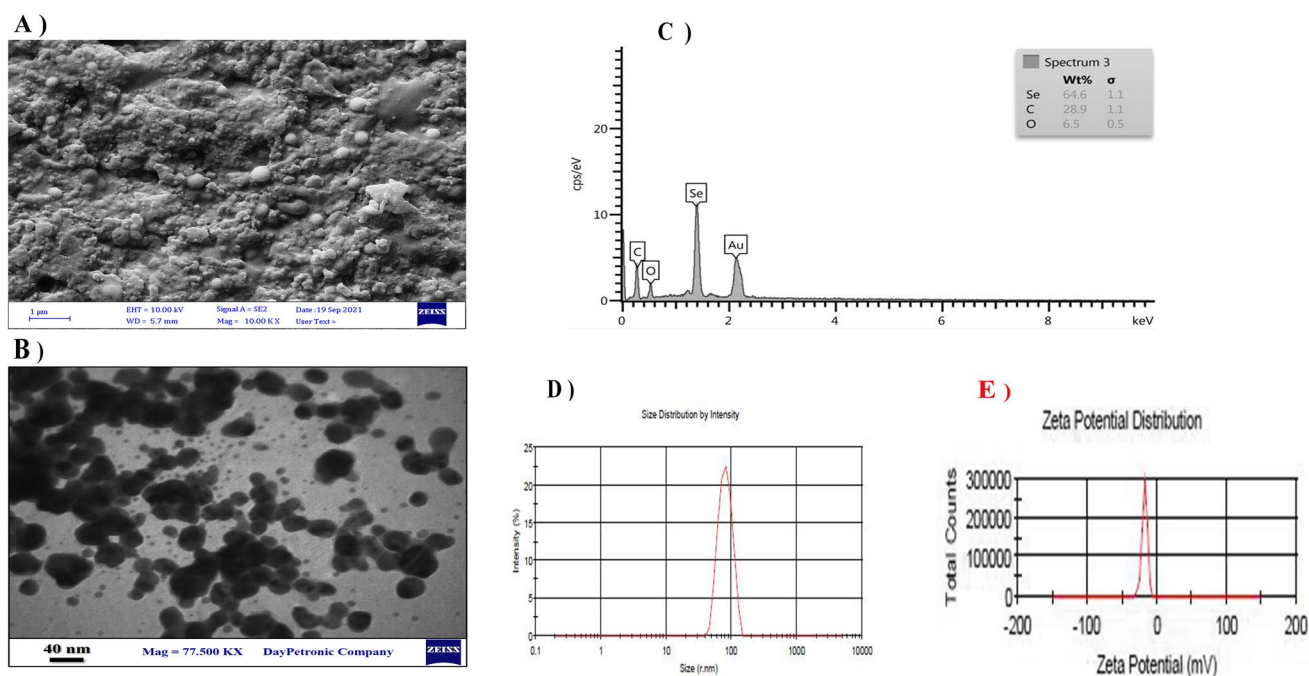 A )
1 µm
EHT = 10.00 kV
WD = 5.7 mm
Signal A = SE2
Mag = 10.00 K X
Date :19 Sep 2021
User Text =
ZEISS
B )
40 nm
Mag = 77.500 KX
DayPetronic Company
ZEISS
C )
Spectrum 3
Wt% σ
Se 64.6 1.1
C 28.9 1.1
O 6.5 0.5
cps/eV
20
10
0
C
O
Se
Au
0 2 4 6 8 keV
D )
Size Distribution by Intensity
Intensity (%)
25
20
15
10
5
0
0.1 1 10 100 1000 10000
Size (r.nm)
E )
Zeta Potential Distribution
Total Counts
300000
200000
100000
0
-200 -100 0 100 200
Zeta Potential (mV)